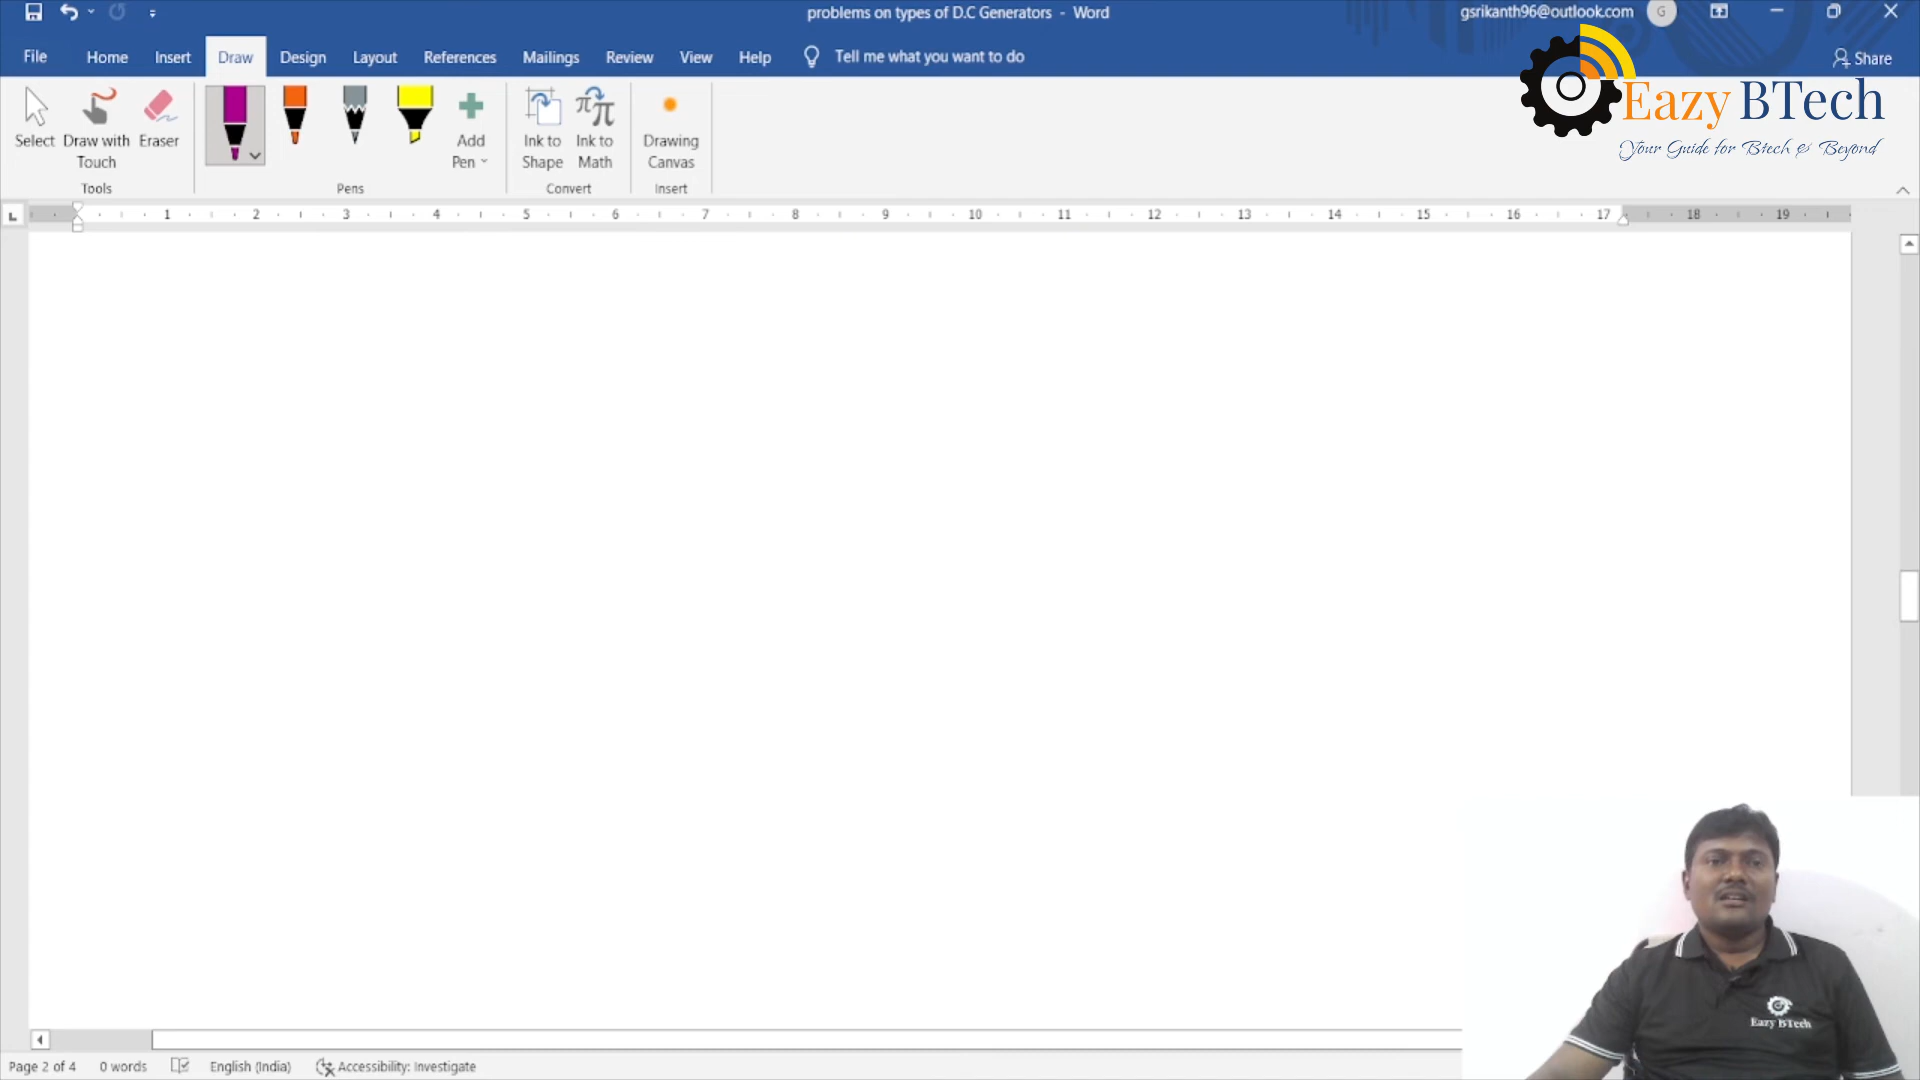 problems on types of D.C Generators - Word
gsrikanth96@outlook.com
G
File Home Insert Draw Design Layout References Mailings Review View Help Tell me what you want to do
Share
Eazy BTech
Your Guide for Btech & Beyond
Select Draw with Touch Eraser
Add Pen
Ink to Shape
Ink to Math
Drawing Canvas
Tools Pens Convert Insert
L
1 2 3 4 5 6 7 8 9 10 11 12 13 14 15 16 17 18 19
Eazy BTech
Page 2 of 4 0 words English (India) Accessibility: Investigate